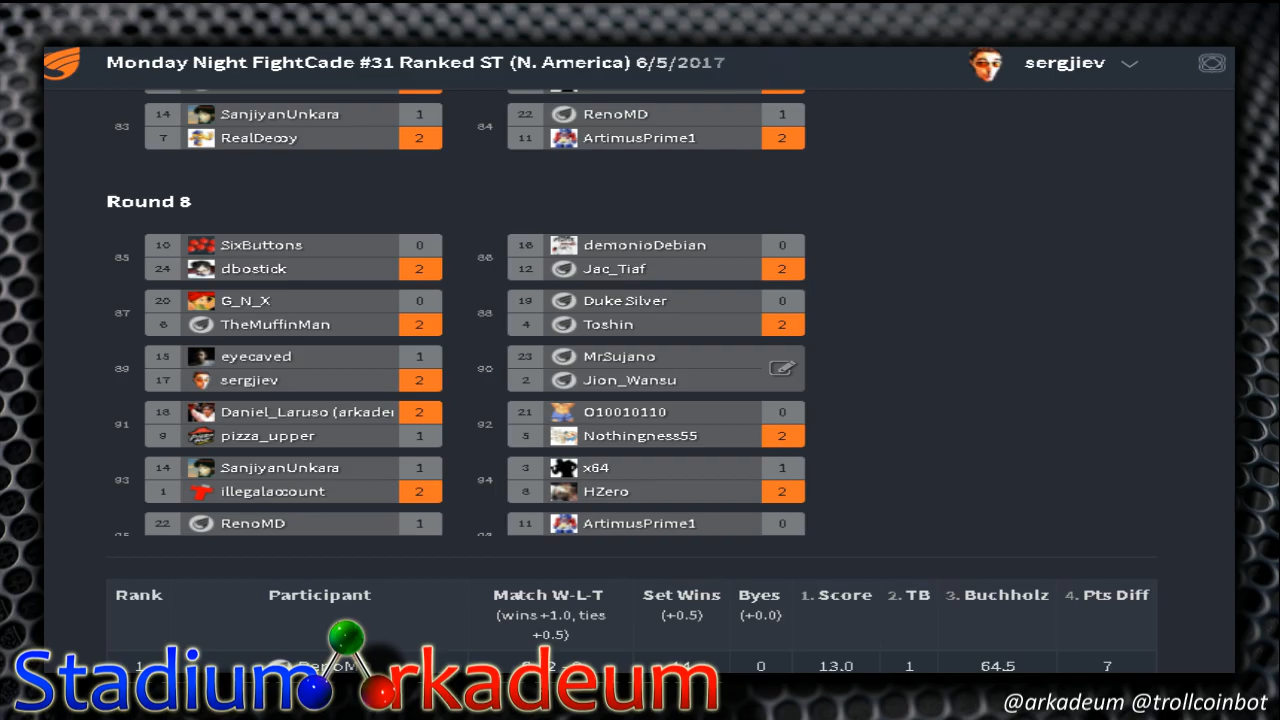 Monday Night FightCade #31 Ranked ST (N. America) 6/5/2017
sergjiev
83
14 SanjiyanUnkara 1
7 RealDecoy 2
84
22 RenoMD 1
11 ArtimusPrime1 2
Round 8
85
10 SixButtons 0
24 dbostick 2
86
16 demonioDebian 0
12 Jac_Tiaf 2
87
20 G_N_X 0
6 TheMuffinMan 2
88
19 Duke Silver 0
4 Toshin 2
89
15 eyecaved 1
17 sergjiev 2
90
23 MrSujano
2 Jion_Wansu
91
18 Daniel_Laruso (arkade
9 pizza_upper 1
2
92
21 O10010110 0
5 Nothingness55 2
93
14 SanjiyanUnkara 1
1 illegalaccount 2
94
3 x64 1
8 HZero 2
22 RenoMD 1
11 ArtimusPrime1 0
Rank Participant Match W-L-T Set Wins Byes 1. Score 2. TB 3. Buchholz 4. Pts Diff
(wins +1.0, ties +0.5) (+0.5) (+0.0)
0 13.0 1 64.5 7
Stadium Arkadeum
@arkadeum @trollcoinbot